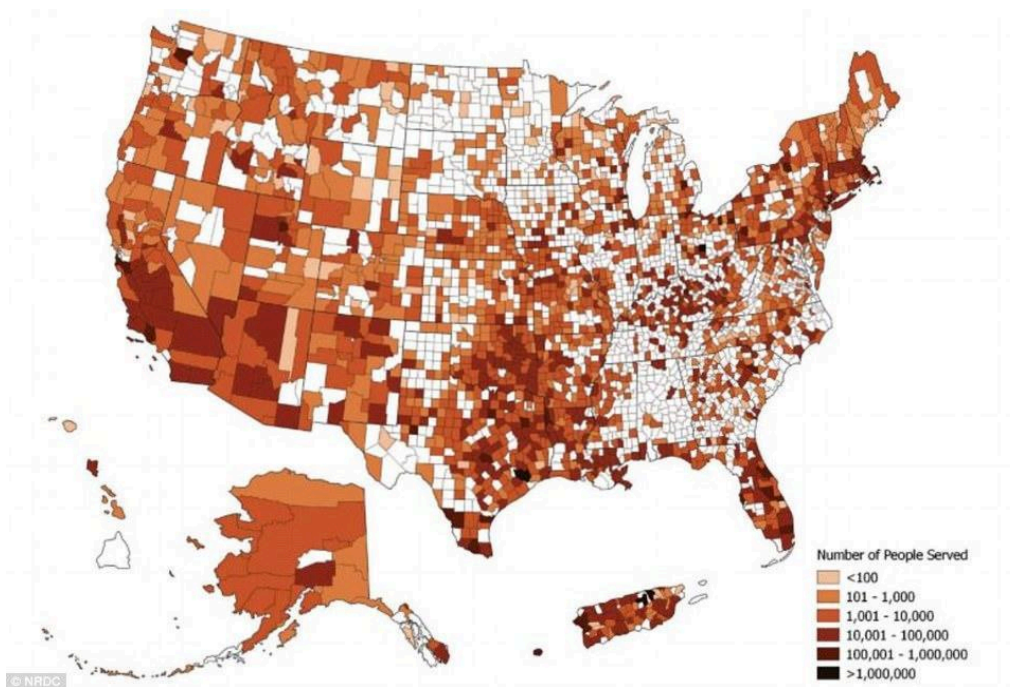 Number of People Served
<100
101 - 1,000
1,001 - 10,000
10,001 - 100,000
100,001 - 1,000,000
>1,000,000
© NRDC